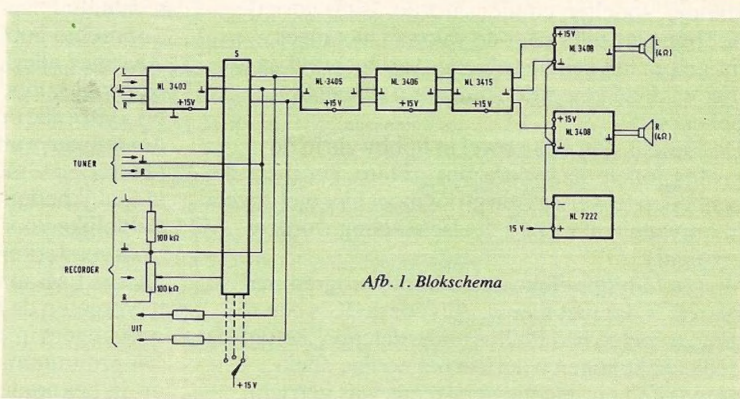 S
L
⊥
R
NL 3403
+15V
⊥
NL-3405
+15V
NL 3406
+15V
NL 3415
+15V
+15V
NL 3408
L
(4Ω)
+15V
NL 3408
R
(4Ω)
NL 7222
−
+
15 V
TUNER
L
⊥
R
RECORDER
L
100 kΩ
⊥
100 kΩ
R
UIT
+15V
Afb. 1. Blokschema